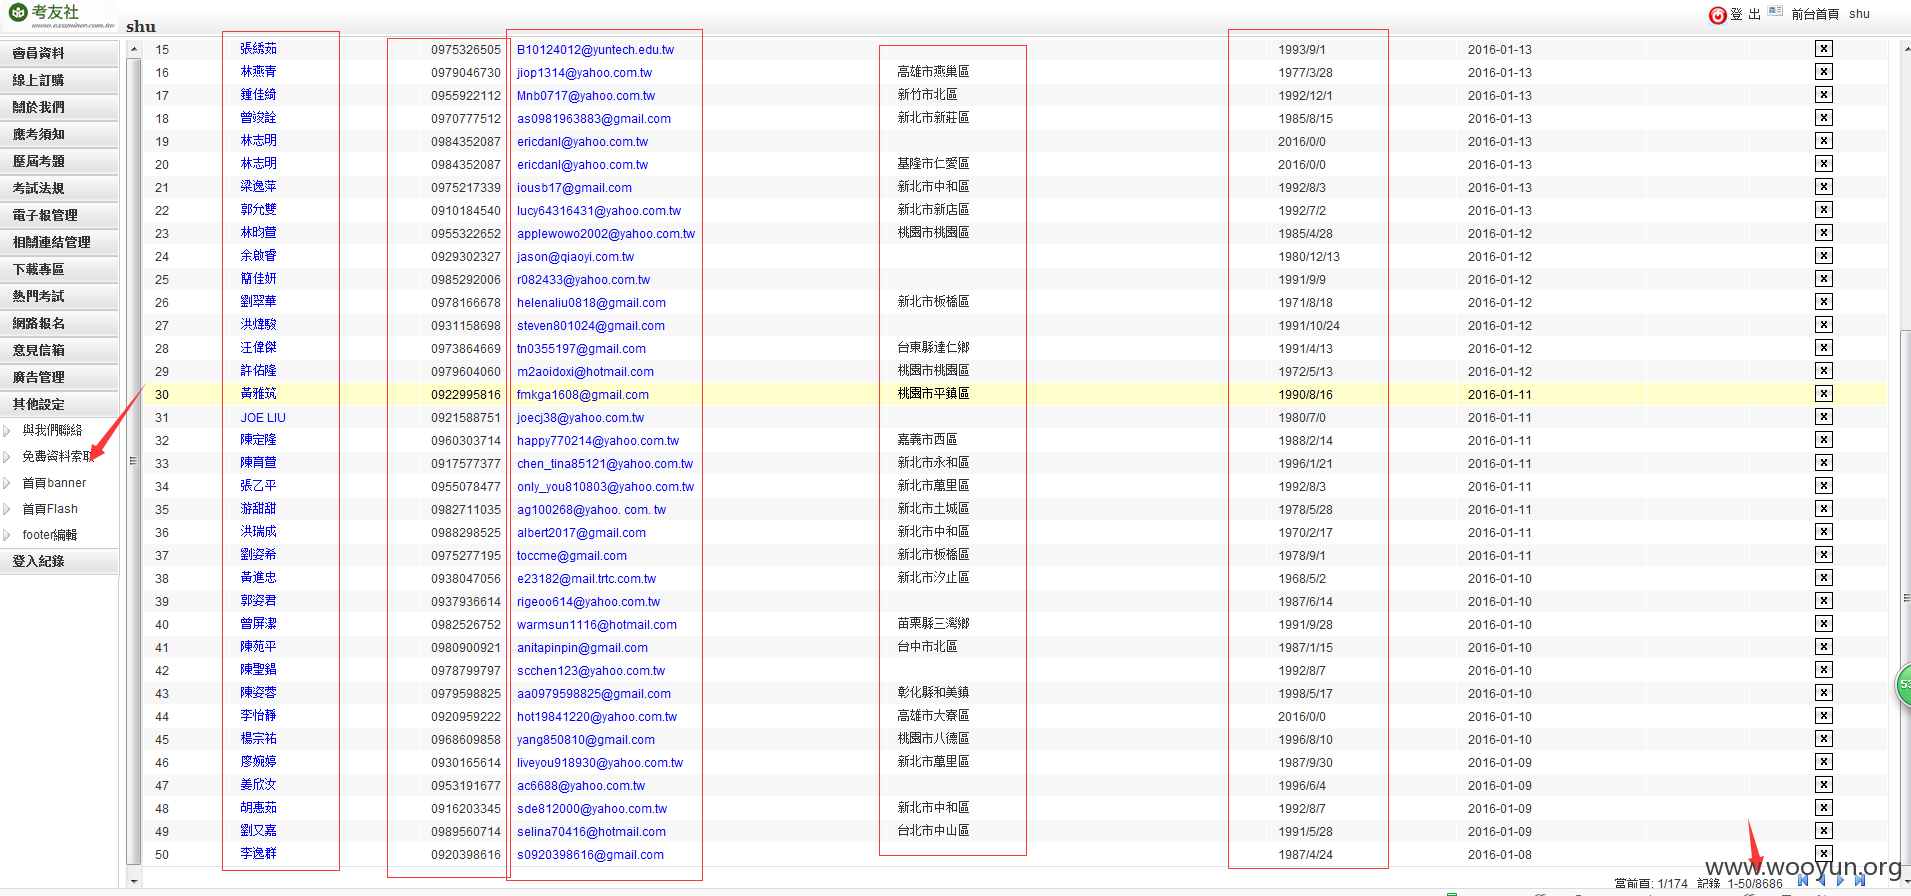 考友社
www.examiner.com.tw
shu
登 出 前台首頁 shu
會員資料
線上訂購
關於我們
應考須知
歷屆考題
考試法規
電子報管理
相關連結管理
下載專區
熱門考試
網路報名
意見信箱
廣告管理
其他設定
與我們聯絡
免費資料索取
首頁banner
首頁Flash
footer編輯
登入紀錄
15 張綉茹 0975326505 B10124012@yuntech.edu.tw 1993/9/1 2016-01-13
16 林燕青 0979046730 jiop1314@yahoo.com.tw 高雄市燕巢區 1977/3/28 2016-01-13
17 鍾佳綺 0955922112 Mnb0717@yahoo.com.tw 新竹市北區 1992/12/1 2016-01-13
18 曾竣詮 0970777512 as0981963883@gmail.com 新北市新莊區 1985/8/15 2016-01-13
19 林志明 0984352087 ericdanl@yahoo.com.tw 2016/0/0 2016-01-13
20 林志明 0984352087 ericdanl@yahoo.com.tw 基隆市仁愛區 2016/0/0 2016-01-13
21 梁逸萍 0975217339 iousb17@gmail.com 新北市中和區 1992/8/3 2016-01-13
22 郭允雙 0910184540 lucy64316431@yahoo.com.tw 新北市新店區 1992/7/2 2016-01-13
23 林昀萱 0955322652 applewowo2002@yahoo.com.tw 桃園市桃園區 1985/4/28 2016-01-12
24 余啟睿 0929302327 jason@qiaoyi.com.tw 1980/12/13 2016-01-12
25 簡佳妍 0985292006 r082433@yahoo.com.tw 1991/9/9 2016-01-12
26 劉翠華 0978166678 helenaliu0818@gmail.com 新北市板橋區 1971/8/18 2016-01-12
27 洪煒駿 0931158698 steven801024@gmail.com 1991/10/24 2016-01-12
28 汪偉傑 0973864669 tn0355197@gmail.com 台東縣達仁鄉 1991/4/13 2016-01-12
29 許佑隆 0979604060 m2aoidoxi@hotmail.com 桃園市桃園區 1972/5/13 2016-01-12
30 黃雅筑 0922995816 fmkga1608@gmail.com 桃園市平鎮區 1990/8/16 2016-01-11
31 JOE LIU 0921588751 joecj38@yahoo.com.tw 1980/7/0 2016-01-11
32 陳定隆 0960303714 happy770214@yahoo.com.tw 嘉義市西區 1988/2/14 2016-01-11
33 陳育萱 0917577377 chen_tina85121@yahoo.com.tw 新北市永和區 1996/1/21 2016-01-11
34 張乙平 0955078477 only_you810803@yahoo.com.tw 新北市萬里區 1992/8/3 2016-01-11
35 游甜甜 0982711035 ag100268@yahoo. com. tw 新北市土城區 1978/5/28 2016-01-11
36 洪瑞成 0988298525 albert2017@gmail.com 新北市中和區 1970/2/17 2016-01-11
37 劉姿希 0975277195 toccme@gmail.com 新北市板橋區 1978/9/1 2016-01-11
38 黃進忠 0938047056 e23182@mail.trtc.com.tw 新北市汐止區 1968/5/2 2016-01-10
39 郭姿君 0937936614 rigeoo614@yahoo.com.tw 1987/6/14 2016-01-10
40 曾屏潔 0982526752 warmsun1116@hotmail.com 苗栗縣三灣鄉 1991/9/28 2016-01-10
41 陳苑平 0980900921 anitapinpin@gmail.com 台中市北區 1987/1/15 2016-01-10
42 陳聖錩 0978799797 scchen123@yahoo.com.tw 1992/8/7 2016-01-10
43 陳姿蓉 0979598825 aa0979598825@gmail.com 彰化縣和美鎮 1998/5/17 2016-01-10
44 李怡靜 0920959222 hot19841220@yahoo.com.tw 高雄市大寮區 2016/0/0 2016-01-10
45 楊宗祐 0968609858 yang850810@gmail.com 桃園市八德區 1996/8/10 2016-01-10
46 廖婉婷 0930165614 liveyou918930@yahoo.com.tw 新北市萬里區 1987/9/30 2016-01-09
47 姜欣汝 0953191677 ac6688@yahoo.com.tw 1996/6/4 2016-01-09
48 胡惠茹 0916203345 sde812000@yahoo.com.tw 新北市中和區 1992/8/7 2016-01-09
49 劉又嘉 0989560714 selina70416@hotmail.com 台北市中山區 1991/5/28 2016-01-09
50 李逸群 0920398616 s0920398616@gmail.com 1987/4/24 2016-01-08
當前頁: 1/174 記錄 1-50/8686
www.wooyun.org
53